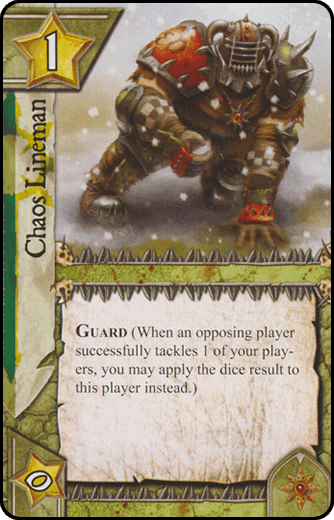 1
Chaos Lineman
GUARD (When an opposing player
successfully tackles 1 of your play-
ers, you may apply the dice result to
this player instead.)
0